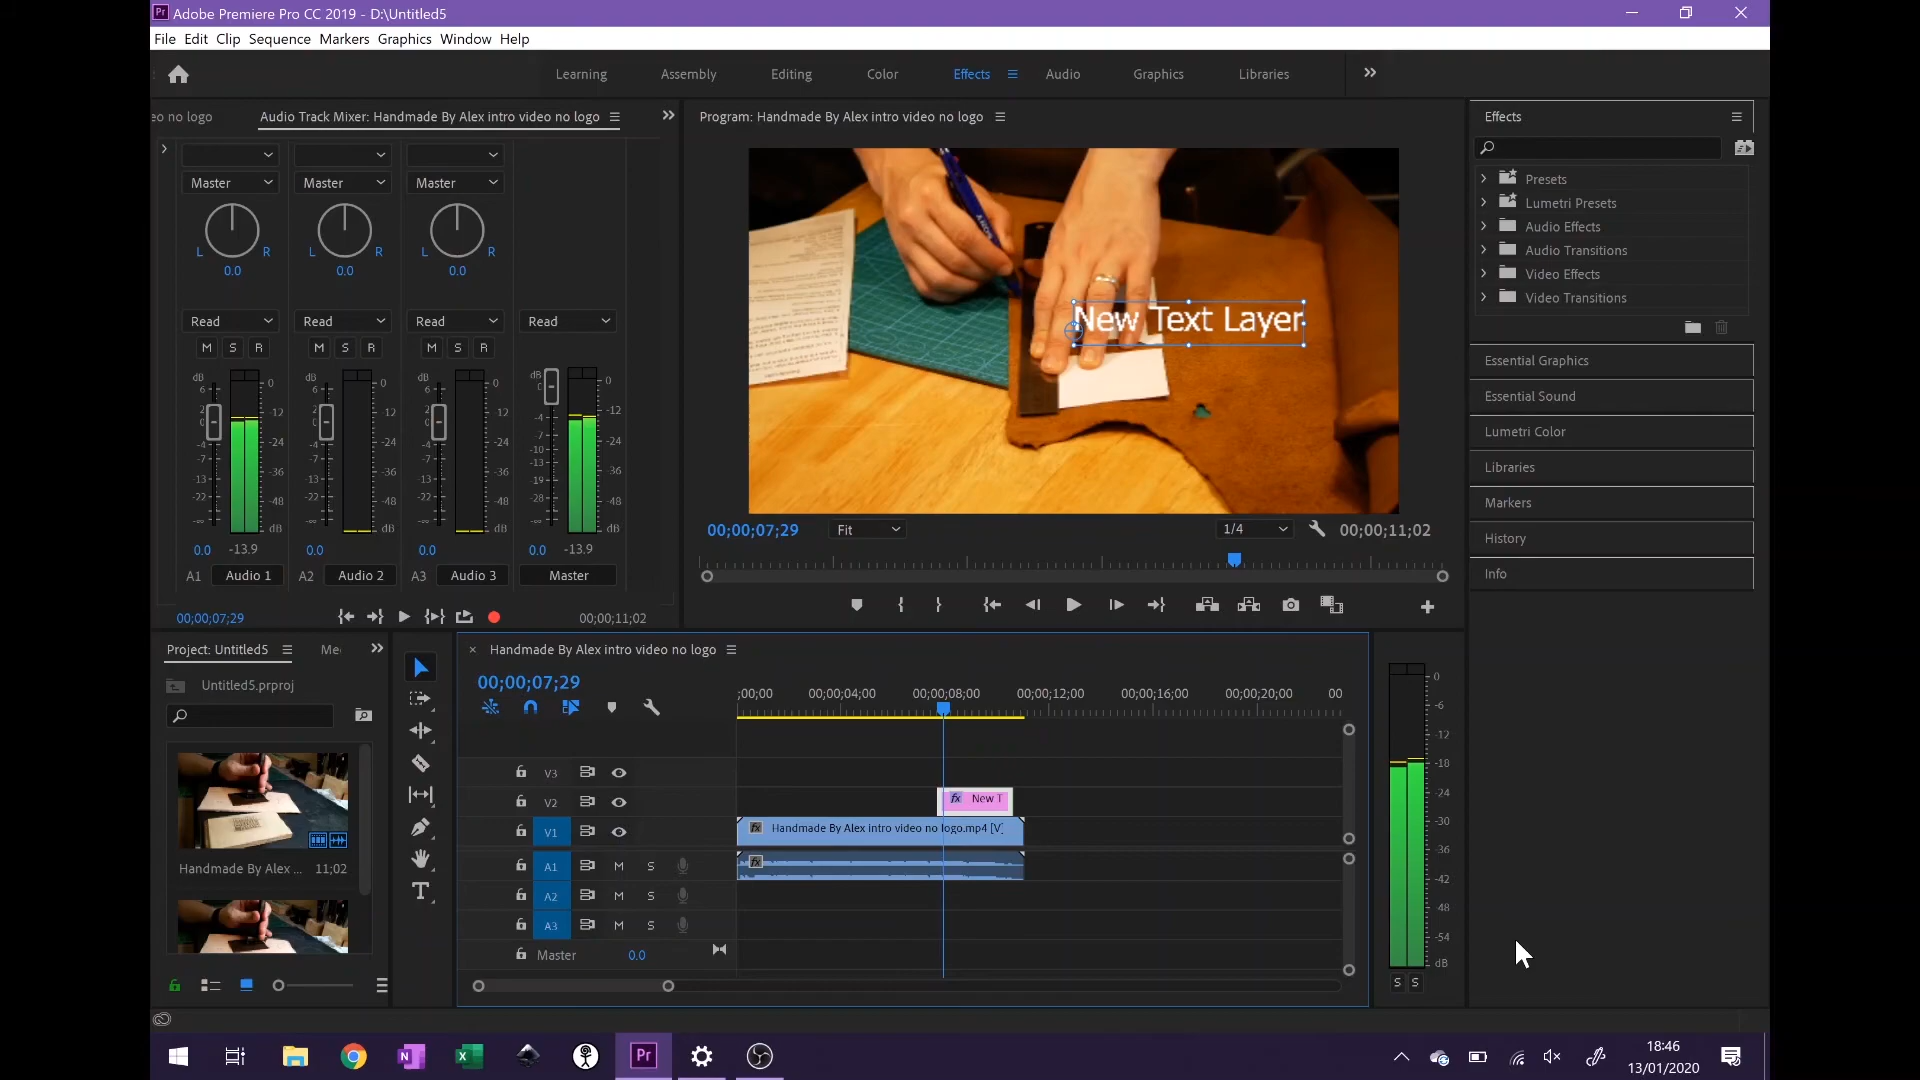 Adobe Premiere Pro CC 2019 - D:\Untitled5
File Edit Clip Sequence Markers Graphics Window Help
Learning Assembly Editing Color Effects Audio Graphics Libraries
eo no logo Audio Track Mixer: Handmade By Alex intro video no logo
Master Master Master
L R L R L R
0.0 0.0 0.0
Read Read Read Read
M S R M S R M S R
0.0 -13.9 0.0 0.0 0.0 -13.9
A1 Audio 1 A2 Audio 2 A3 Audio 3 Master
00;00;07;29 00;00;11;02
Program: Handmade By Alex intro video no logo
New Text Layer
00;00;07;29 Fit 1/4 00;00;11;02
Effects
Presets
Lumetri Presets
Audio Effects
Audio Transitions
Video Effects
Video Transitions
Essential Graphics
Essential Sound
Lumetri Color
Libraries
Markers
History
Info
Project: Untitled5 Me
Untitled5.prproj
Handmade By Alex ... 11;02
Handmade By Alex intro video no logo
00;00;07;29
;00;00 00;00;04;00 00;00;08;00 00;00;12;00 00;00;16;00 00;00;20;00 00
V3
V2 New T
V1 Handmade By Alex intro video no logo.mp4 [V]
A1 M S
A2 M S
A3 M S
Master 0.0
0
-6
-12
-18
-24
-30
-36
-42
-48
-54
dB
S S
18:46
13/01/2020